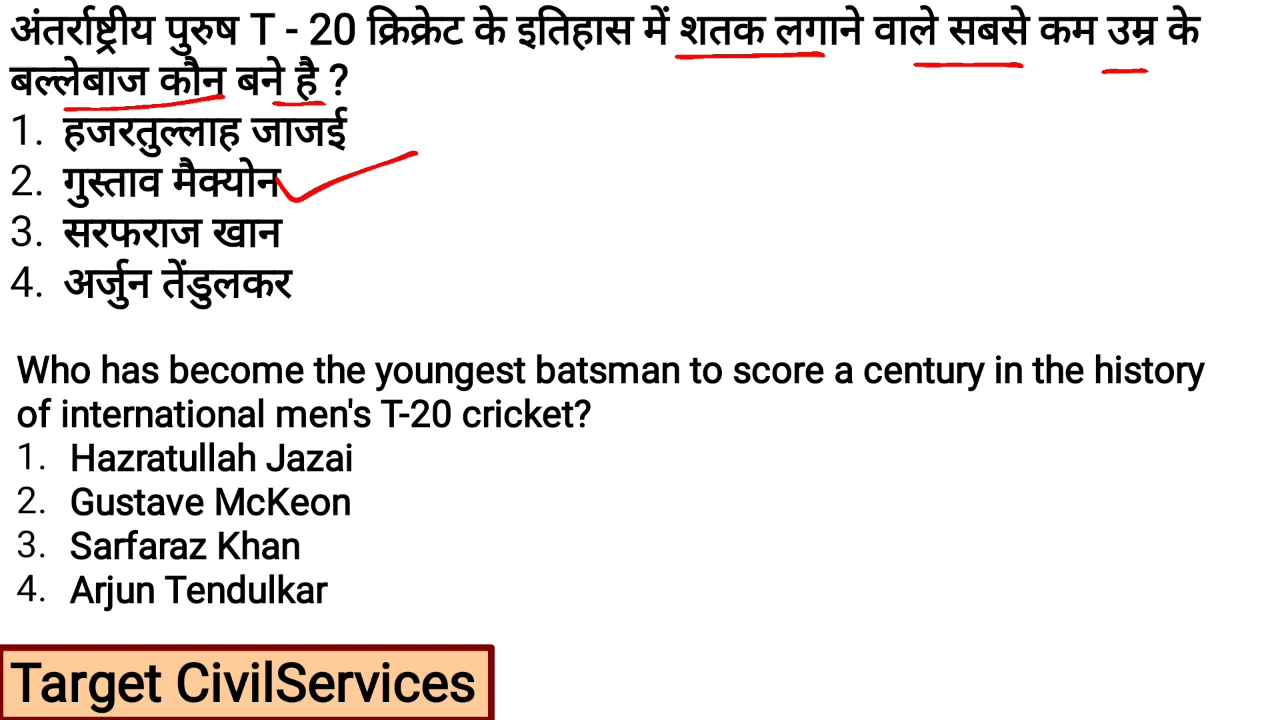 अंतर्राष्ट्रीय पुरुष T - 20 क्रिक्रेट के इतिहास में शतक लगाने वाले सबसे कम उम्र के
बल्लेबाज कौन बने है ?
1. हजरतुल्लाह जाजई
2. गुस्ताव मैक्योन
3. सरफराज खान
4. अर्जुन तेंडुलकर
Who has become the youngest batsman to score a century in the history
of international men's T-20 cricket?
1. Hazratullah Jazai
2. Gustave McKeon
3. Sarfaraz Khan
4. Arjun Tendulkar
Target CivilServices